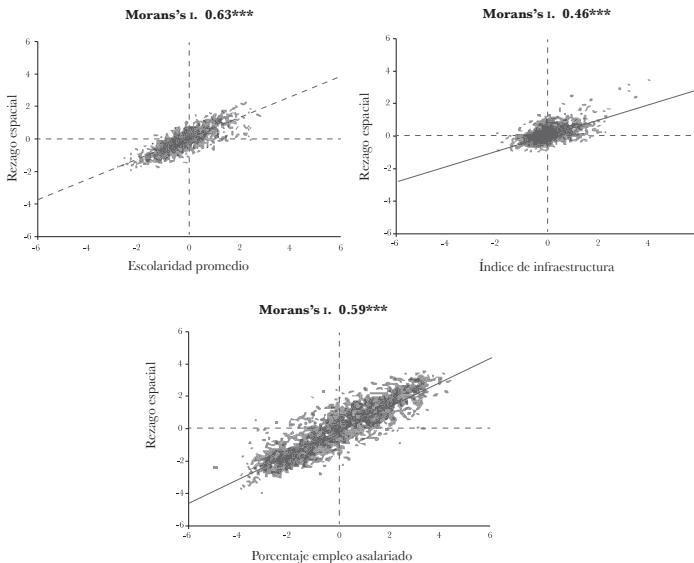 Morans's I. 0.63***
6
4
2
0
-2
-4
-6
Rezago espacial
-6 -4 -2 0 2 4 6
Escolaridad promedio
Morans's I. 0.46***
6
4
2
0
-2
-4
-6
Rezago espacial
-6 -4 -2 0 2 4
Índice de infraestructura
Morans's I. 0.59***
6
4
2
0
-2
-4
-6
Rezago espacial
-6 -4 -2 0 2 4 6
Porcentaje empleo asalariado